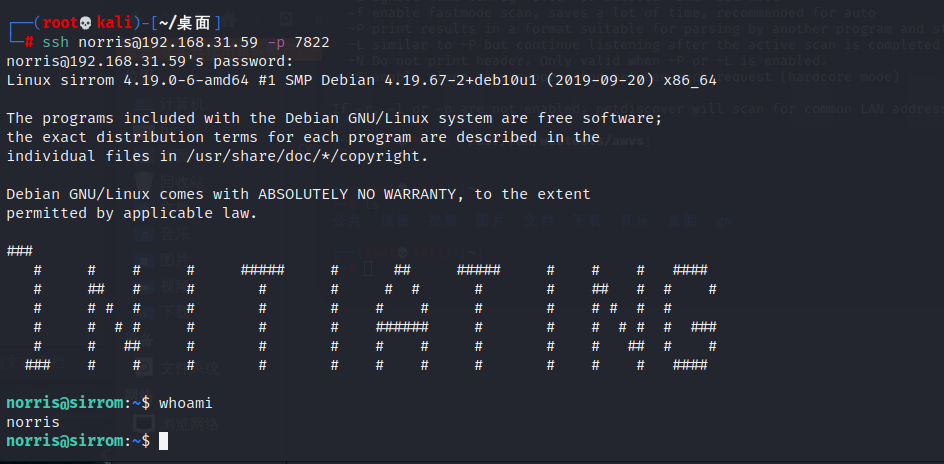 ┌──(root💀kali)-[~/桌面]
└─# ssh norris@192.168.31.59 -p 7822
norris@192.168.31.59's password:
Linux sirrom 4.19.0-6-amd64 #1 SMP Debian 4.19.67-2+deb10u1 (2019-09-20) x86_64
The programs included with the Debian GNU/Linux system are free software;
the exact distribution terms for each program are described in the
individual files in /usr/share/doc/*/copyright.
Debian GNU/Linux comes with ABSOLUTELY NO WARRANTY, to the extent
permitted by applicable law.
INITIATING
norris@sirrom:~$ whoami
norris
norris@sirrom:~$